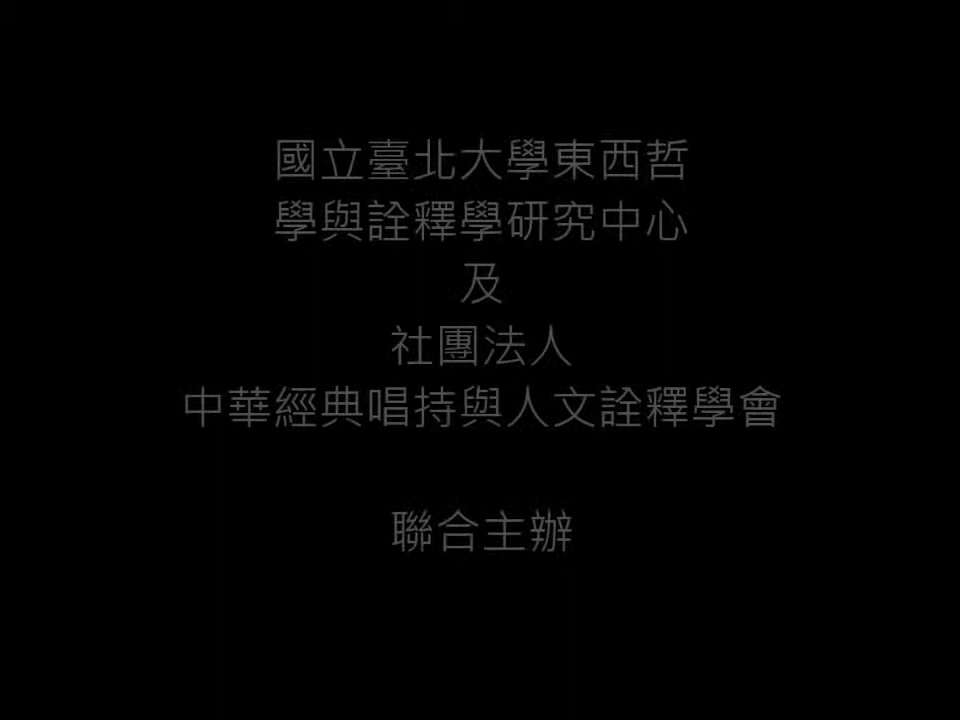 國立臺北大學東西哲
學與詮釋學研究中心
及
社團法人
中華經典唱持與人文詮釋學會
聯合主辦